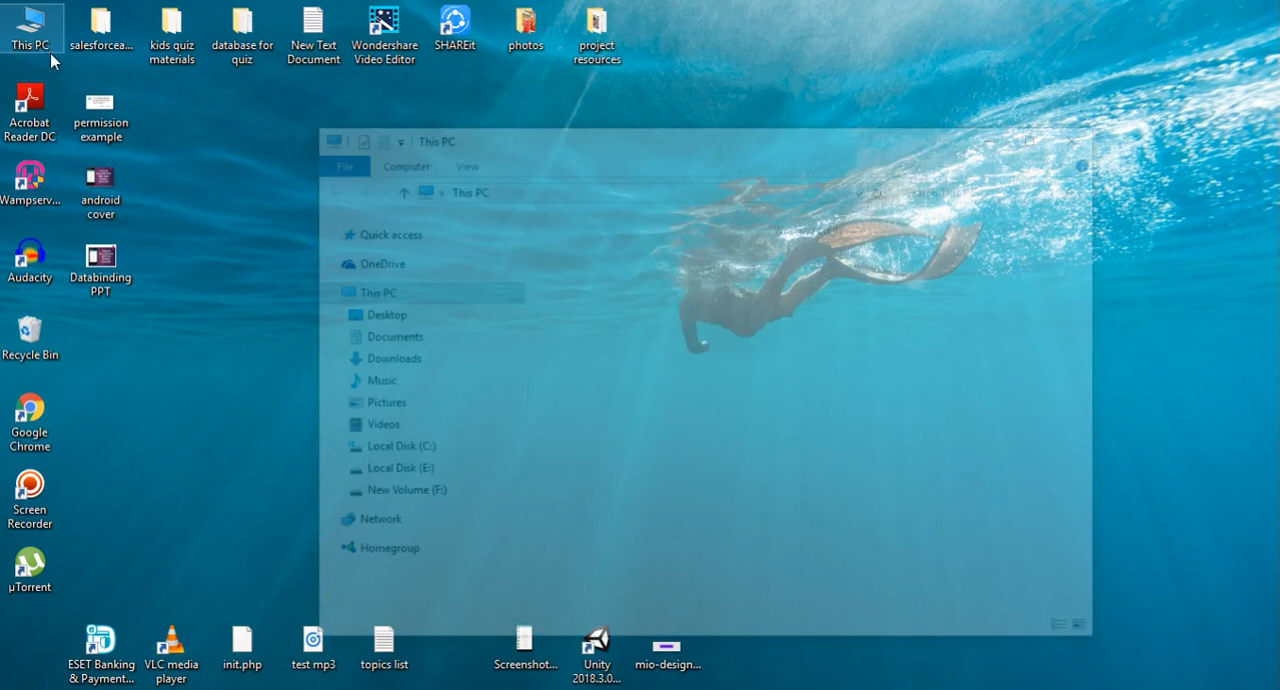 This PC
salesforcea...
kids quiz
materials
database for
quiz
New Text
Document
Wondershare
Video Editor
SHAREit
photos
project
resources
Acrobat
Reader DC
permission
example
Wampserv...
android
cover
Audacity
Databinding
PPT
Recycle Bin
Google
Chrome
Screen
Recorder
µTorrent
This PC
File
Computer
View
This PC
Quick access
OneDrive
This PC
Desktop
Documents
Downloads
Music
Pictures
Videos
Local Disk (C:)
Local Disk (E:)
New Volume (F:)
Network
Homegroup
ESET Banking
& Payment...
VLC media
player
init.php
test mp3
topics list
Screenshot...
Unity
2018.3.0...
mio-design...